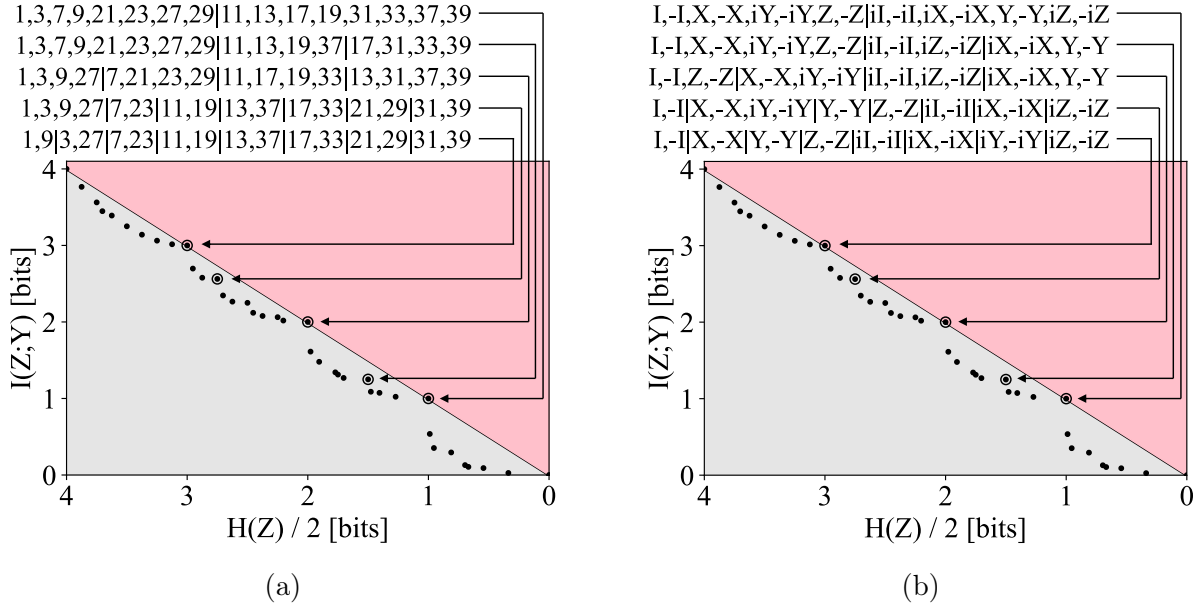 1,3,7,9,21,23,27,29|11,13,17,19,31,33,37,39
1,3,7,9,21,23,27,29|11,13,19,37|17,31,33,39
1,3,9,27|7,21,23,29|11,17,19,33|13,31,37,39
1,3,9,27|7,23|11,19|13,37|17,33|21,29|31,39
1,9|3,27|7,23|11,19|13,37|17,33|21,29|31,39
4
3
2
1
0
I(Z;Y) [bits]
4 3 2 1 0
H(Z) / 2 [bits]
(a)
I,-I,X,-X,iY,-iY,Z,-Z|iI,-iI,iX,-iX,Y,-Y,iZ,-iZ
I,-I,X,-X,iY,-iY,Z,-Z|iI,-iI,iZ,-iZ|iX,-iX,Y,-Y
I,-I,Z,-Z|X,-X,iY,-iY|iI,-iI,iZ,-iZ|iX,-iX,Y,-Y
I,-I|X,-X,iY,-iY|Y,-Y|Z,-Z|iI,-iI|iX,-iX|iZ,-iZ
I,-I|X,-X|Y,-Y|Z,-Z|iI,-iI|iX,-iX|iY,-iY|iZ,-iZ
4
3
2
1
0
I(Z;Y) [bits]
4 3 2 1 0
H(Z) / 2 [bits]
(b)